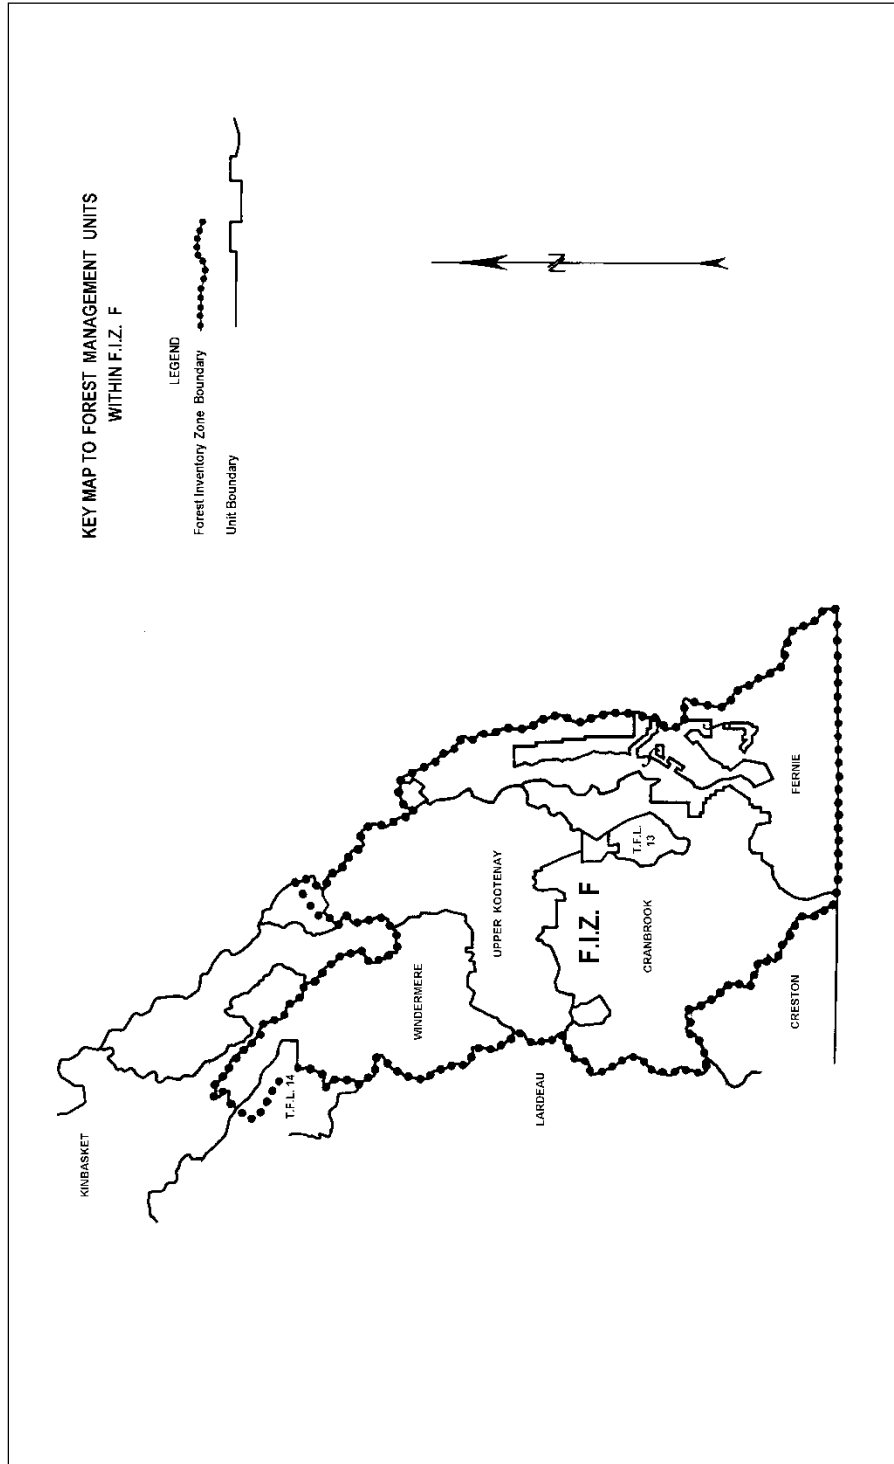 KEY MAP TO FOREST MANAGEMENT UNITS
WITHIN F.I.Z. F
LEGEND
Forest Inventory Zone Boundary
Unit Boundary
N
KINBASKET
T.F.L. 14
WINDERMERE
UPPER KOOTENAY
LARDEAU
F.I.Z. F
T.F.L.
13
CRANBROOK
FERNIE
CRESTON